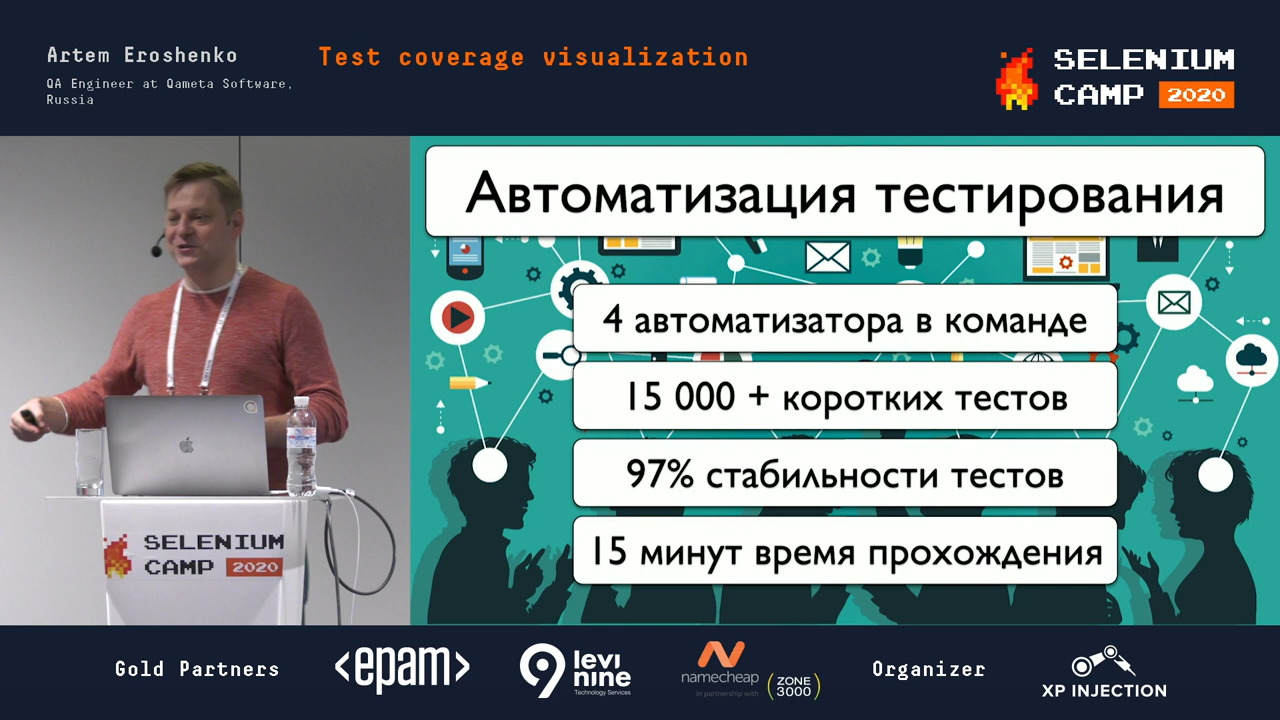 Artem Eroshenko
QA Engineer at Qameta Software,
Russia
Test coverage visualization
SELENIUM
CAMP 2020
Автоматизация тестирования
4 автоматизатора в команде
15 000 + коротких тестов
97% стабильности тестов
15 минут время прохождения
SELENIUM
CAMP 2020
Gold Partners
<epam>
9 levi
nine
Technology Services
namecheap
in partnership with
ZONE
3000
Organizer
XP INJECTION